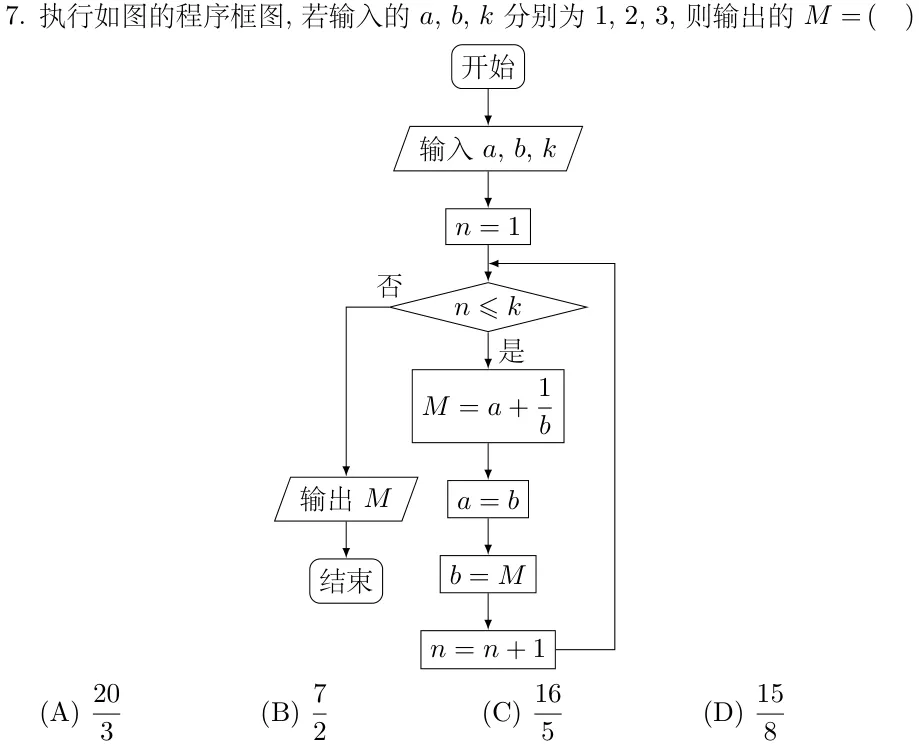 7. 执行如图的程序框图, 若输入的 a, b, k 分别为 1, 2, 3, 则输出的 M = ( )
开始
输入 a, b, k
n = 1
否
n ⩽ k
是
M = a + 1/b
输出 M
a = b
结束
b = M
n = n + 1
(A) 20/3 (B) 7/2 (C) 16/5 (D) 15/8